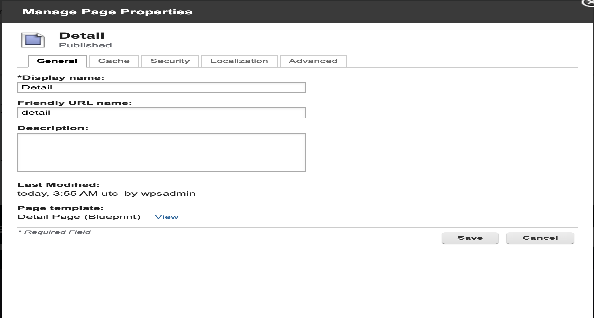 Manage Page Properties
Detail
Published
General Cache Security Localization Advanced
*Display name:
Detail
Friendly URL name:
detail
Description:
Last Modified:
today, 3:55 AM utc by wpsadmin
Page template:
Detail Page (Blueprint) View
* Required Field
Save Cancel